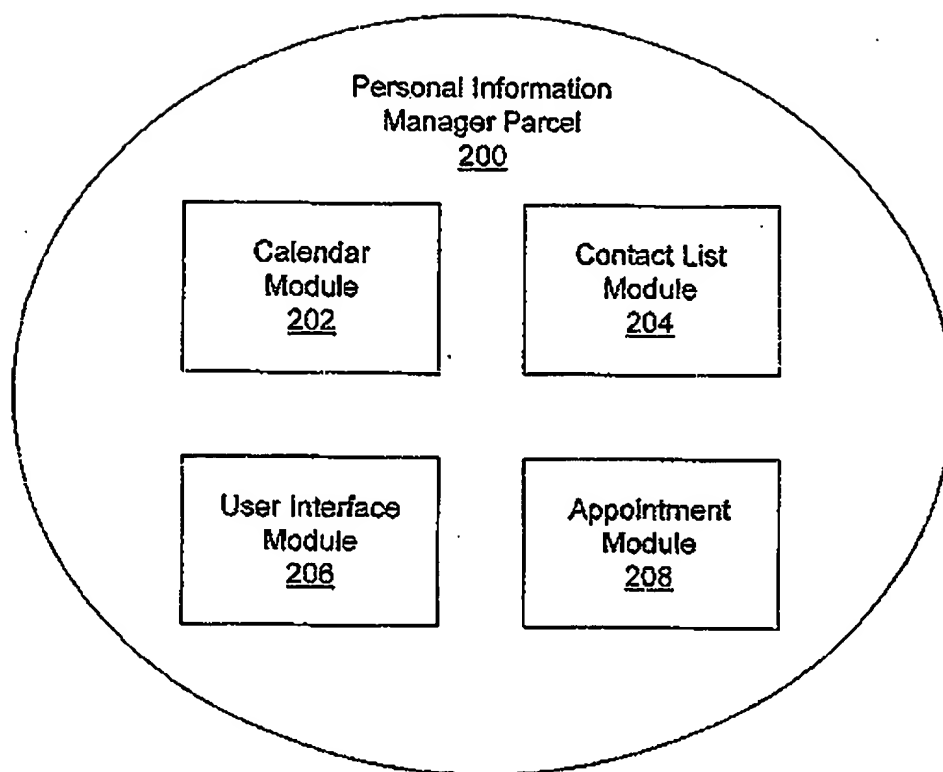 Personal Information
Manager Parcel
200
Calendar
Module
202
Contact List
Module
204
User Interface
Module
206
Appointment
Module
208